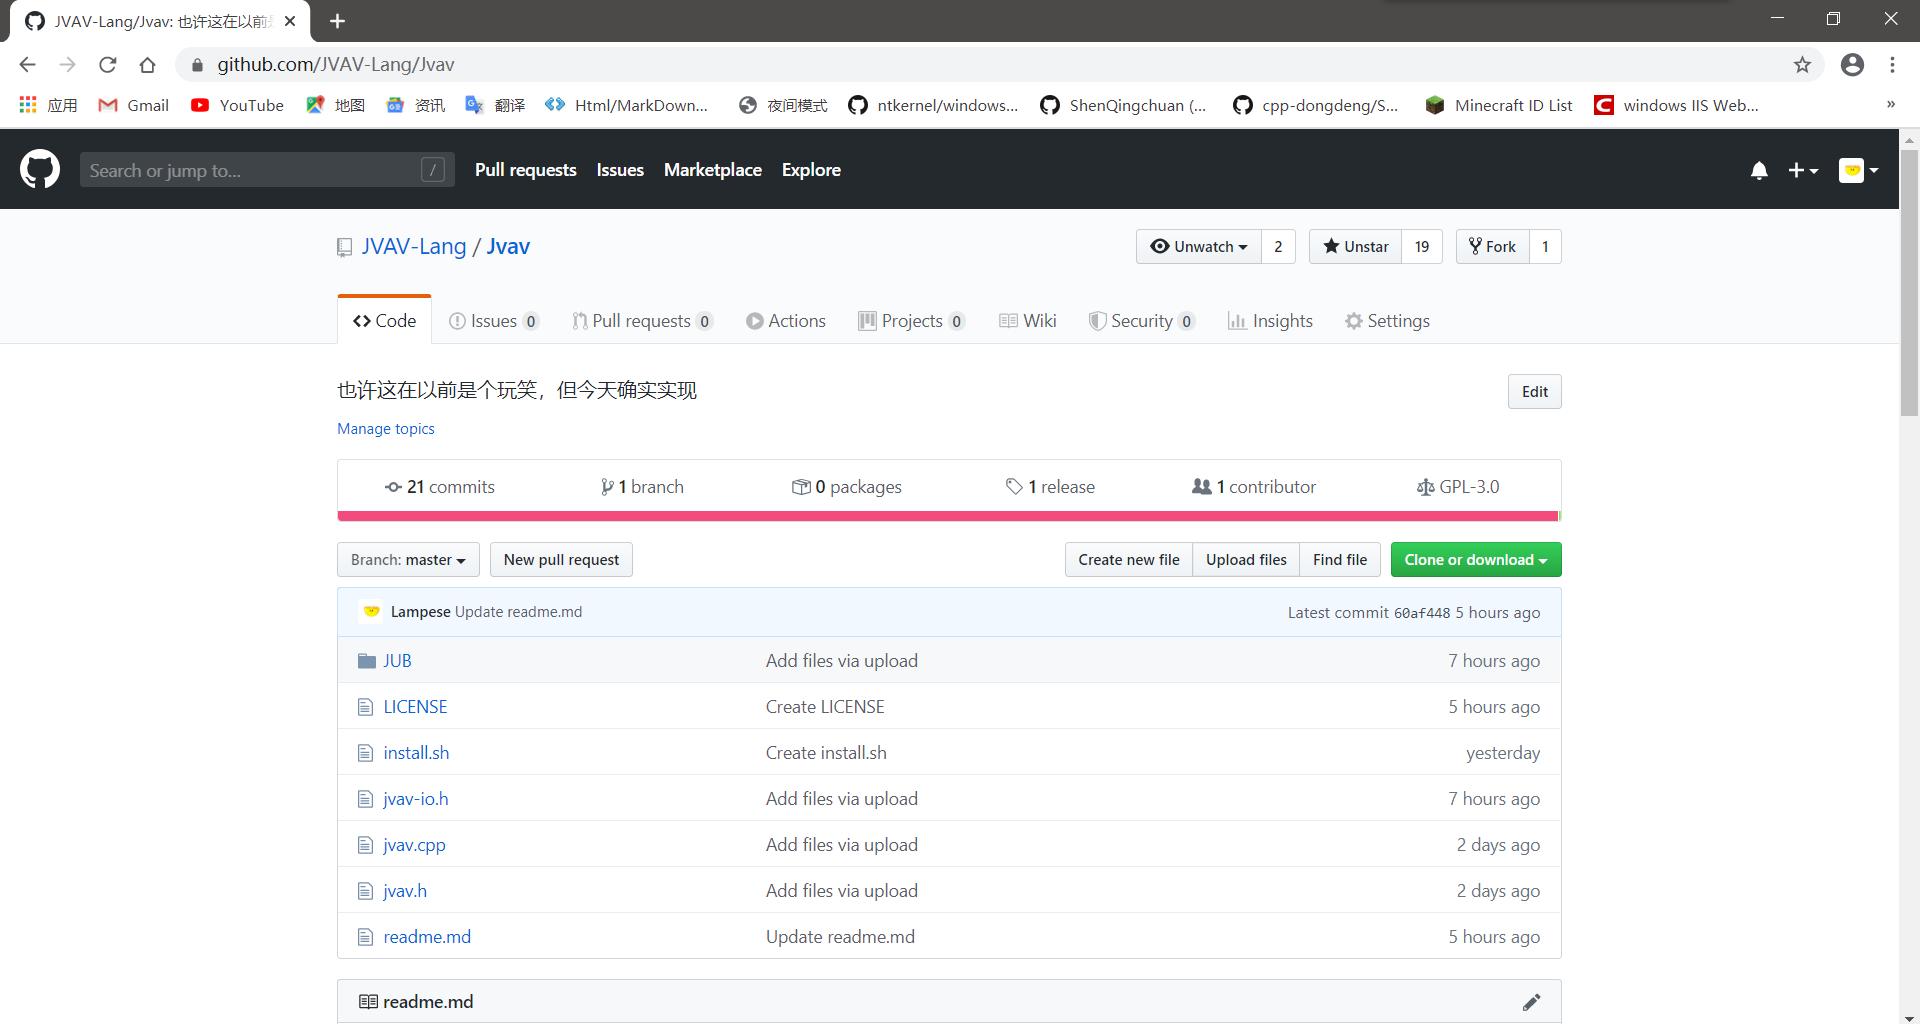 JVAV-Lang/Jvav: 也许这在以前是
github.com/JVAV-Lang/Jvav
应用 Gmail YouTube 地图 资讯 翻译 Html/MarkDown... 夜间模式 ntkernel/windows... ShenQingchuan (... cpp-dongdeng/S... Minecraft ID List windows IIS Web... »
Search or jump to... / Pull requests Issues Marketplace Explore
JVAV-Lang / Jvav Unwatch 2 Unstar 19 Fork 1
Code Issues 0 Pull requests 0 Actions Projects 0 Wiki Security 0 Insights Settings
也许这在以前是个玩笑，但今天确实实现 Edit
Manage topics
21 commits 1 branch 0 packages 1 release 1 contributor GPL-3.0
Branch: master New pull request Create new file Upload files Find file Clone or download
Lampese Update readme.md Latest commit 60af448 5 hours ago
JUB Add files via upload 7 hours ago
LICENSE Create LICENSE 5 hours ago
install.sh Create install.sh yesterday
jvav-io.h Add files via upload 7 hours ago
jvav.cpp Add files via upload 2 days ago
jvav.h Add files via upload 2 days ago
readme.md Update readme.md 5 hours ago
readme.md